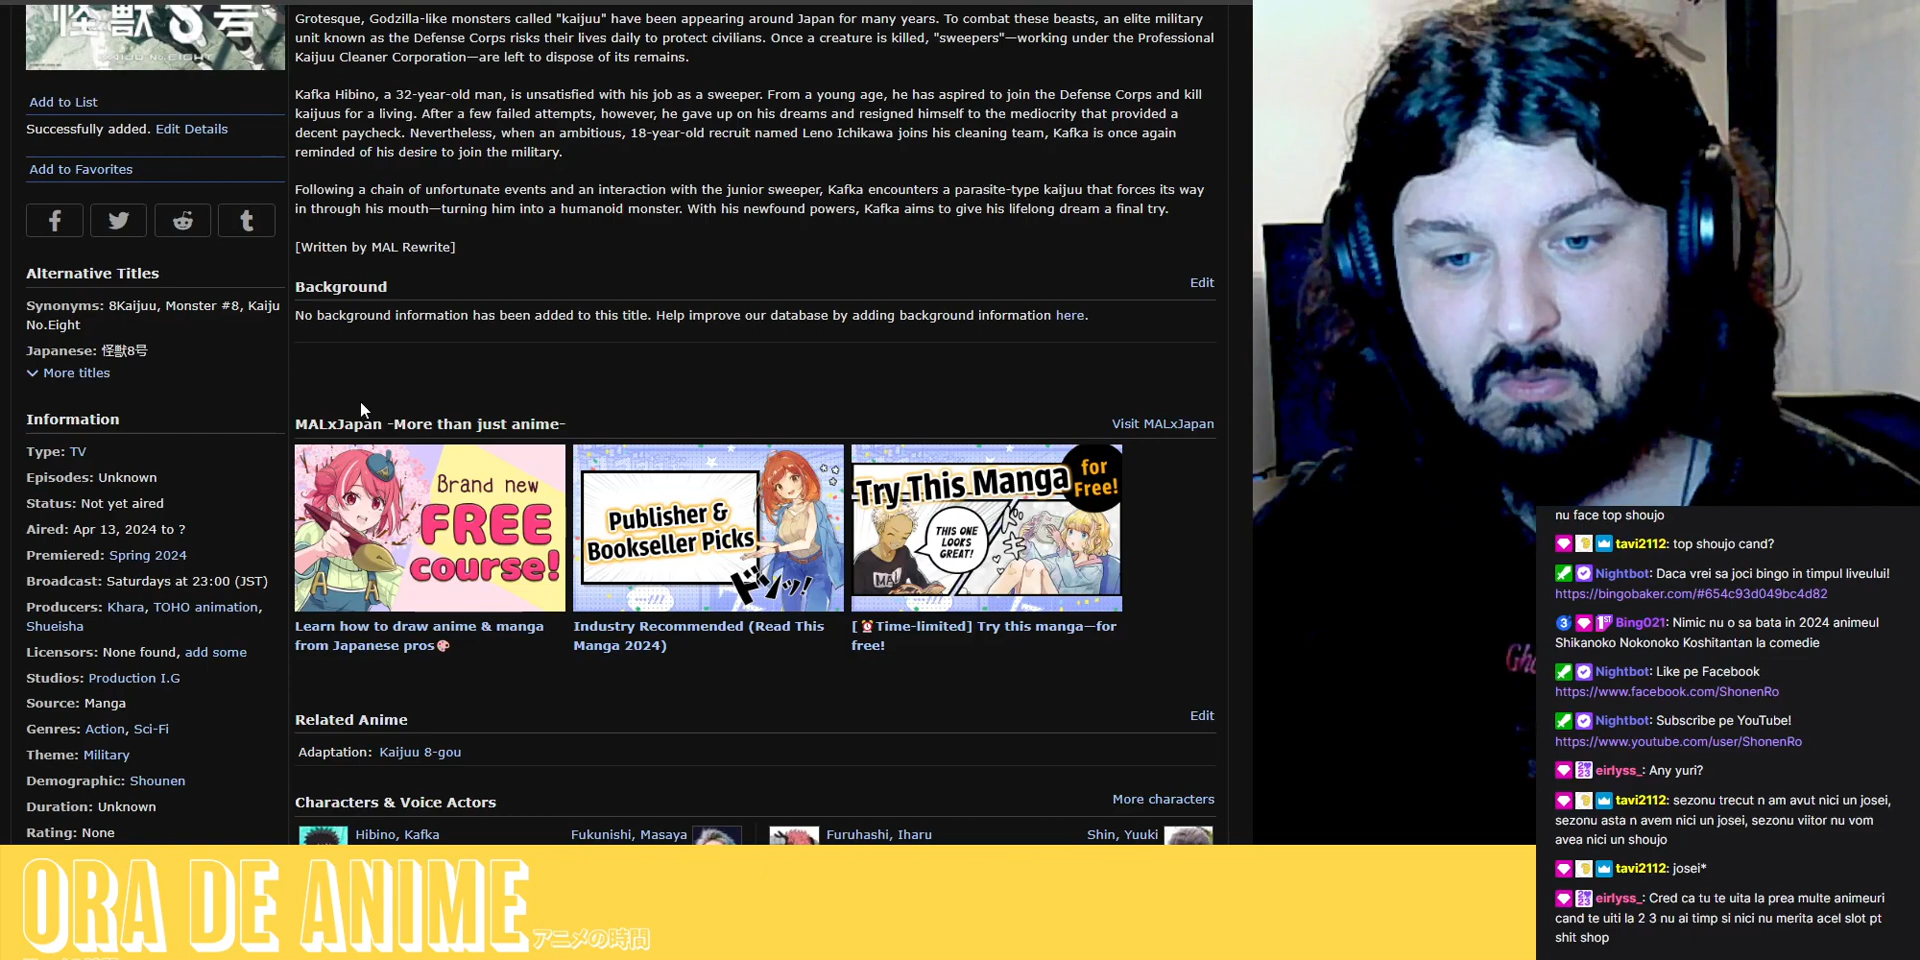 怪獣8号
KAIJU NO.EIGHT
Add to List
Successfully added. Edit Details
Add to Favorites
Alternative Titles
Synonyms: 8Kaijuu, Monster #8, Kaiju
No.Eight
Japanese: 怪獣8号
More titles
Information
Type: TV
Episodes: Unknown
Status: Not yet aired
Aired: Apr 13, 2024 to ?
Premiered: Spring 2024
Broadcast: Saturdays at 23:00 (JST)
Producers: Khara, TOHO animation,
Shueisha
Licensors: None found, add some
Studios: Production I.G
Source: Manga
Genres: Action, Sci-Fi
Theme: Military
Demographic: Shounen
Duration: Unknown
Rating: None
Grotesque, Godzilla-like monsters called "kaijuu" have been appearing around Japan for many years. To combat these beasts, an elite military
unit known as the Defense Corps risks their lives daily to protect civilians. Once a creature is killed, "sweepers"—working under the Professional
Kaijuu Cleaner Corporation—are left to dispose of its remains.
Kafka Hibino, a 32-year-old man, is unsatisfied with his job as a sweeper. From a young age, he has aspired to join the Defense Corps and kill
kaijuus for a living. After a few failed attempts, however, he gave up on his dreams and resigned himself to the mediocrity that provided a
decent paycheck. Nevertheless, when an ambitious, 18-year-old recruit named Leno Ichikawa joins his cleaning team, Kafka is once again
reminded of his desire to join the military.
Following a chain of unfortunate events and an interaction with the junior sweeper, Kafka encounters a parasite-type kaijuu that forces its way
in through his mouth—turning him into a humanoid monster. With his newfound powers, Kafka aims to give his lifelong dream a final try.
[Written by MAL Rewrite]
Background Edit
No background information has been added to this title. Help improve our database by adding background information here.
MALxJapan -More than just anime- Visit MALxJapan
Brand new
FREE
course!
Publisher &
Bookseller Picks
ドンッ!
Try This Manga
for
Free!
THIS ONE
LOOKS
GREAT!
MAL
Learn how to draw anime & manga
from Japanese pros
Industry Recommended (Read This
Manga 2024)
[ Time-limited] Try this manga—for
free!
Related Anime Edit
Adaptation: Kaijuu 8-gou
Characters & Voice Actors More characters
Hibino, Kafka Fukunishi, Masaya Furuhashi, Iharu Shin, Yuuki
nu face top shoujo
tavi2112: top shoujo cand?
Nightbot: Daca vrei sa joci bingo in timpul liveului!
https://bingobaker.com/#654c93d049bc4d82
3 1ST Bing021: Nimic nu o sa bata in 2024 animeul
Shikanoko Nokonoko Koshitantan la comedie
Nightbot: Like pe Facebook
https://www.facebook.com/ShonenRo
Nightbot: Subscribe pe YouTube!
https://www.youtube.com/user/ShonenRo
eirlyss_: Any yuri?
tavi2112: sezonu trecut n am avut nici un josei,
sezonu asta n avem nici un josei, sezonu viitor nu vom
avea nici un shoujo
tavi2112: josei*
eirlyss_: Cred ca tu te uita la prea multe animeuri
cand te uiti la 2 3 nu ai timp si nici nu merita acel slot pt
shit shop
ORA DE ANIME
アニメの時間